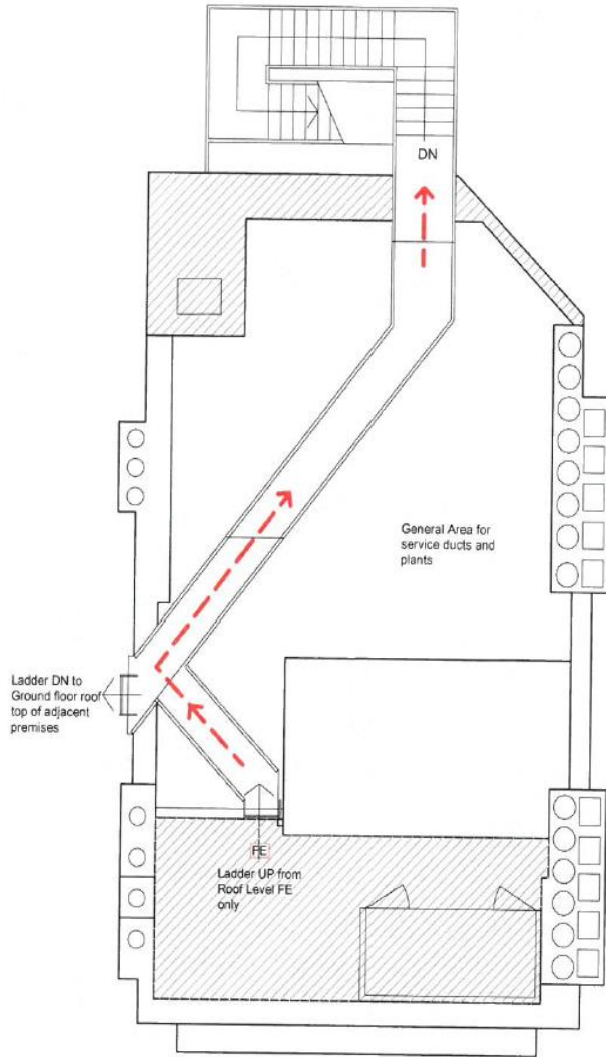 DN
General Area for
service ducts and
plants
Ladder DN to
Ground floor roof
top of adjacent
premises
FE
Ladder UP from
Roof Level FE
only